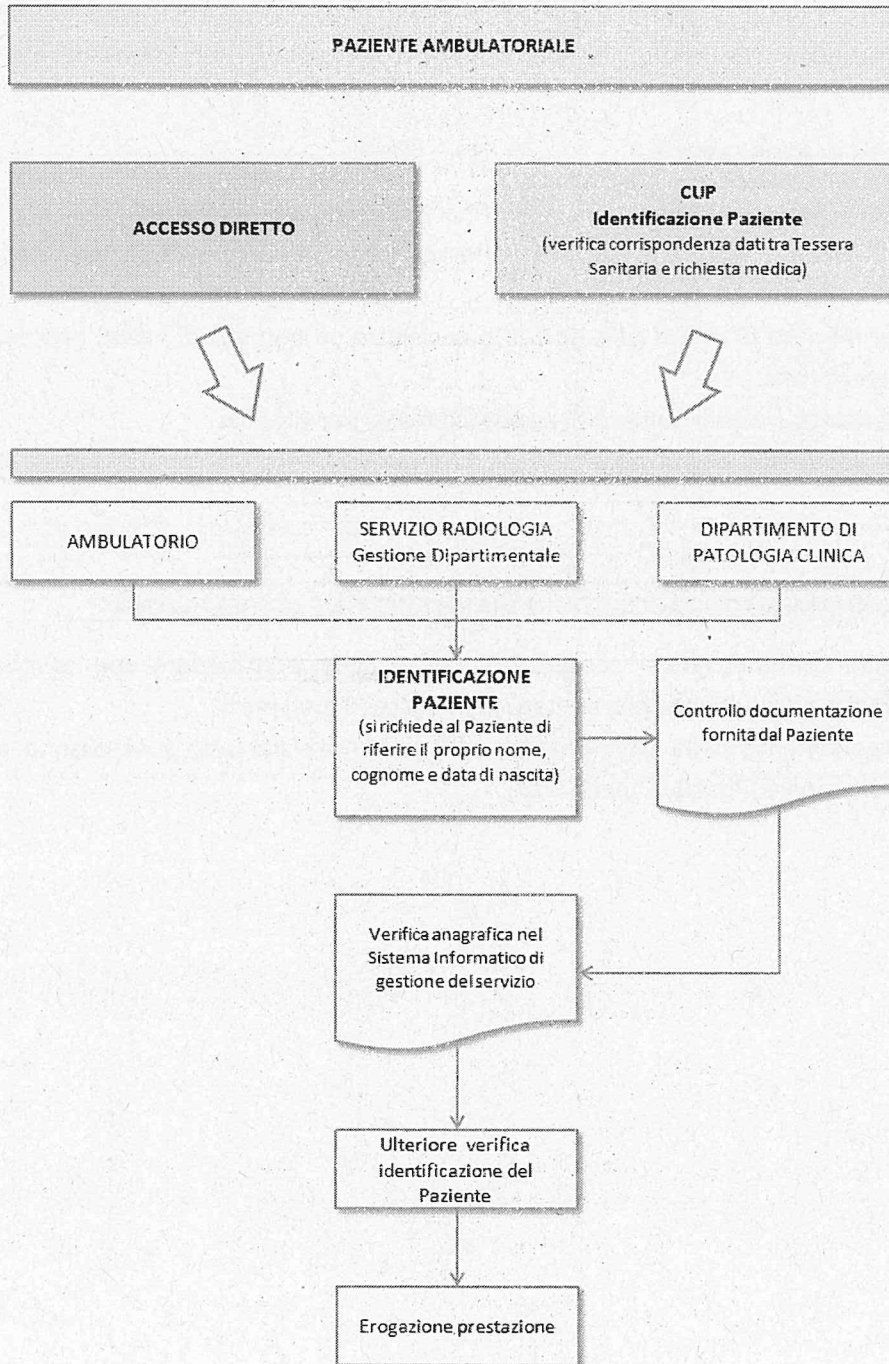 PAZIENTE AMBULATORIALE
ACCESSO DIRETTO
CUP
Identificazione Paziente
(verifica corrispondenza dati tra Tessera
Sanitaria e richiesta medica)
AMBULATORIO
SERVIZIO RADIOLOGIA
Gestione Dipartimentale
DIPARTIMENTO DI
PATOLOGIA CLINICA
IDENTIFICAZIONE
PAZIENTE
(si richiede al Paziente di
riferire il proprio nome,
cognome e data di nascita)
Controllo documentazione
fornita dal Paziente
Verifica anagrafica nel
Sistema Informatico di
gestione del servizio
Ulteriore verifica
identificazione del
Paziente
Erogazione prestazione